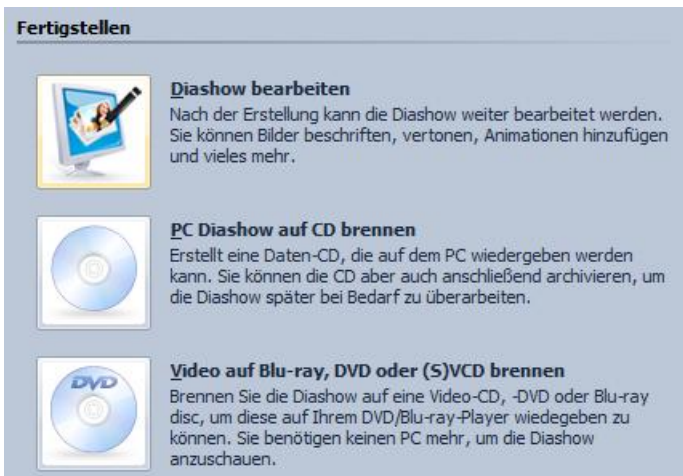 Fertigstellen
Diashow bearbeiten
Nach der Erstellung kann die Diashow weiter bearbeitet werden.
Sie können Bilder beschriften, vertonen, Animationen hinzufügen
und vieles mehr.
PC Diashow auf CD brennen
Erstellt eine Daten-CD, die auf dem PC wiedergeben werden
kann. Sie können die CD aber auch anschließend archivieren, um
die Diashow später bei Bedarf zu überarbeiten.
DVD
Video auf Blu-ray, DVD oder (S)VCD brennen
Brennen Sie die Diashow auf eine Video-CD, -DVD oder Blu-ray
disc, um diese auf Ihrem DVD/Blu-ray-Player wiedegeben zu
können. Sie benötigen keinen PC mehr, um die Diashow
anzuschauen.